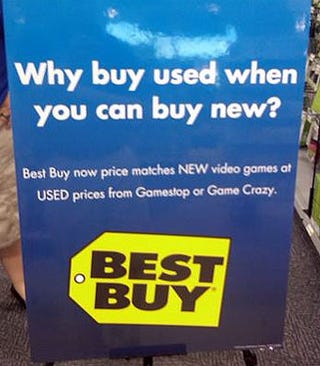 Why buy used when
you can buy new?
Best Buy now price matches NEW video games at
USED prices from Gamestop or Game Crazy.
BEST
BUY